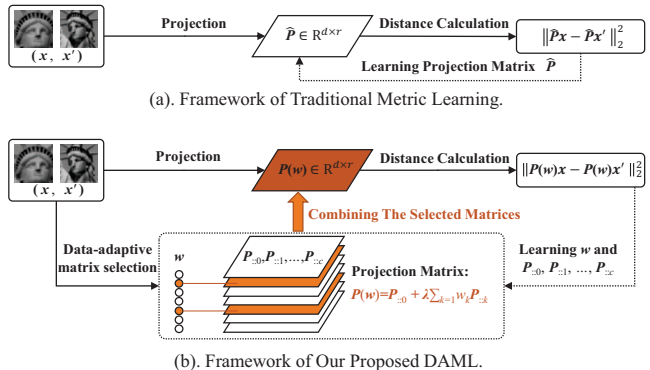 Projection
Distance Calculation
(x, x′)
P̂ ∈ R^{d×r}
‖P̂x − P̂x′‖₂²
Learning Projection Matrix P̂
(a). Framework of Traditional Metric Learning.
Projection
Distance Calculation
(x, x′)
P(w) ∈ R^{d×r}
‖P(w)x − P(w)x′‖₂²
Combining The Selected Matrices
Data-adaptive
matrix selection
w
P_{::0}, P_{::1},..., P_{::c}
Projection Matrix:
P(w)=P_{::0} + λ∑_{k=1} w_k P_{::k}
Learning w and
P_{::0}, P_{::1}, ..., P_{::c}
(b). Framework of Our Proposed DAML.